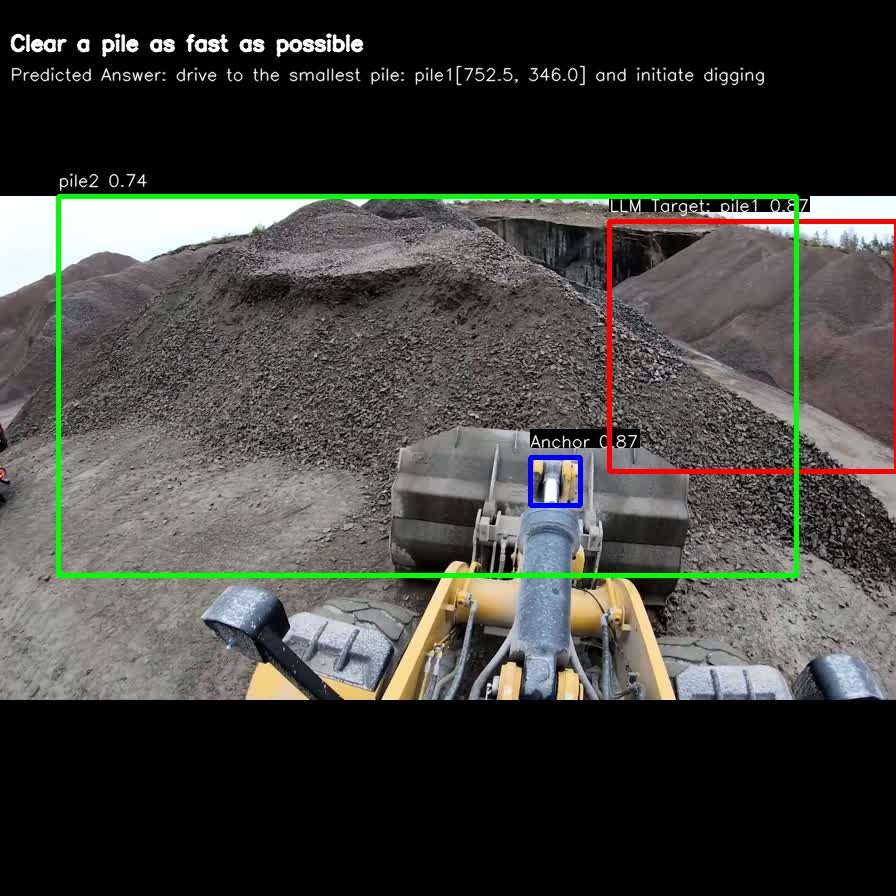 Clear a pile as fast as possible
Predicted Answer: drive to the smallest pile: pile1[752.5, 346.0] and initiate digging
pile2 0.74
LLM Target: pile1 0.87
Anchor 0.87